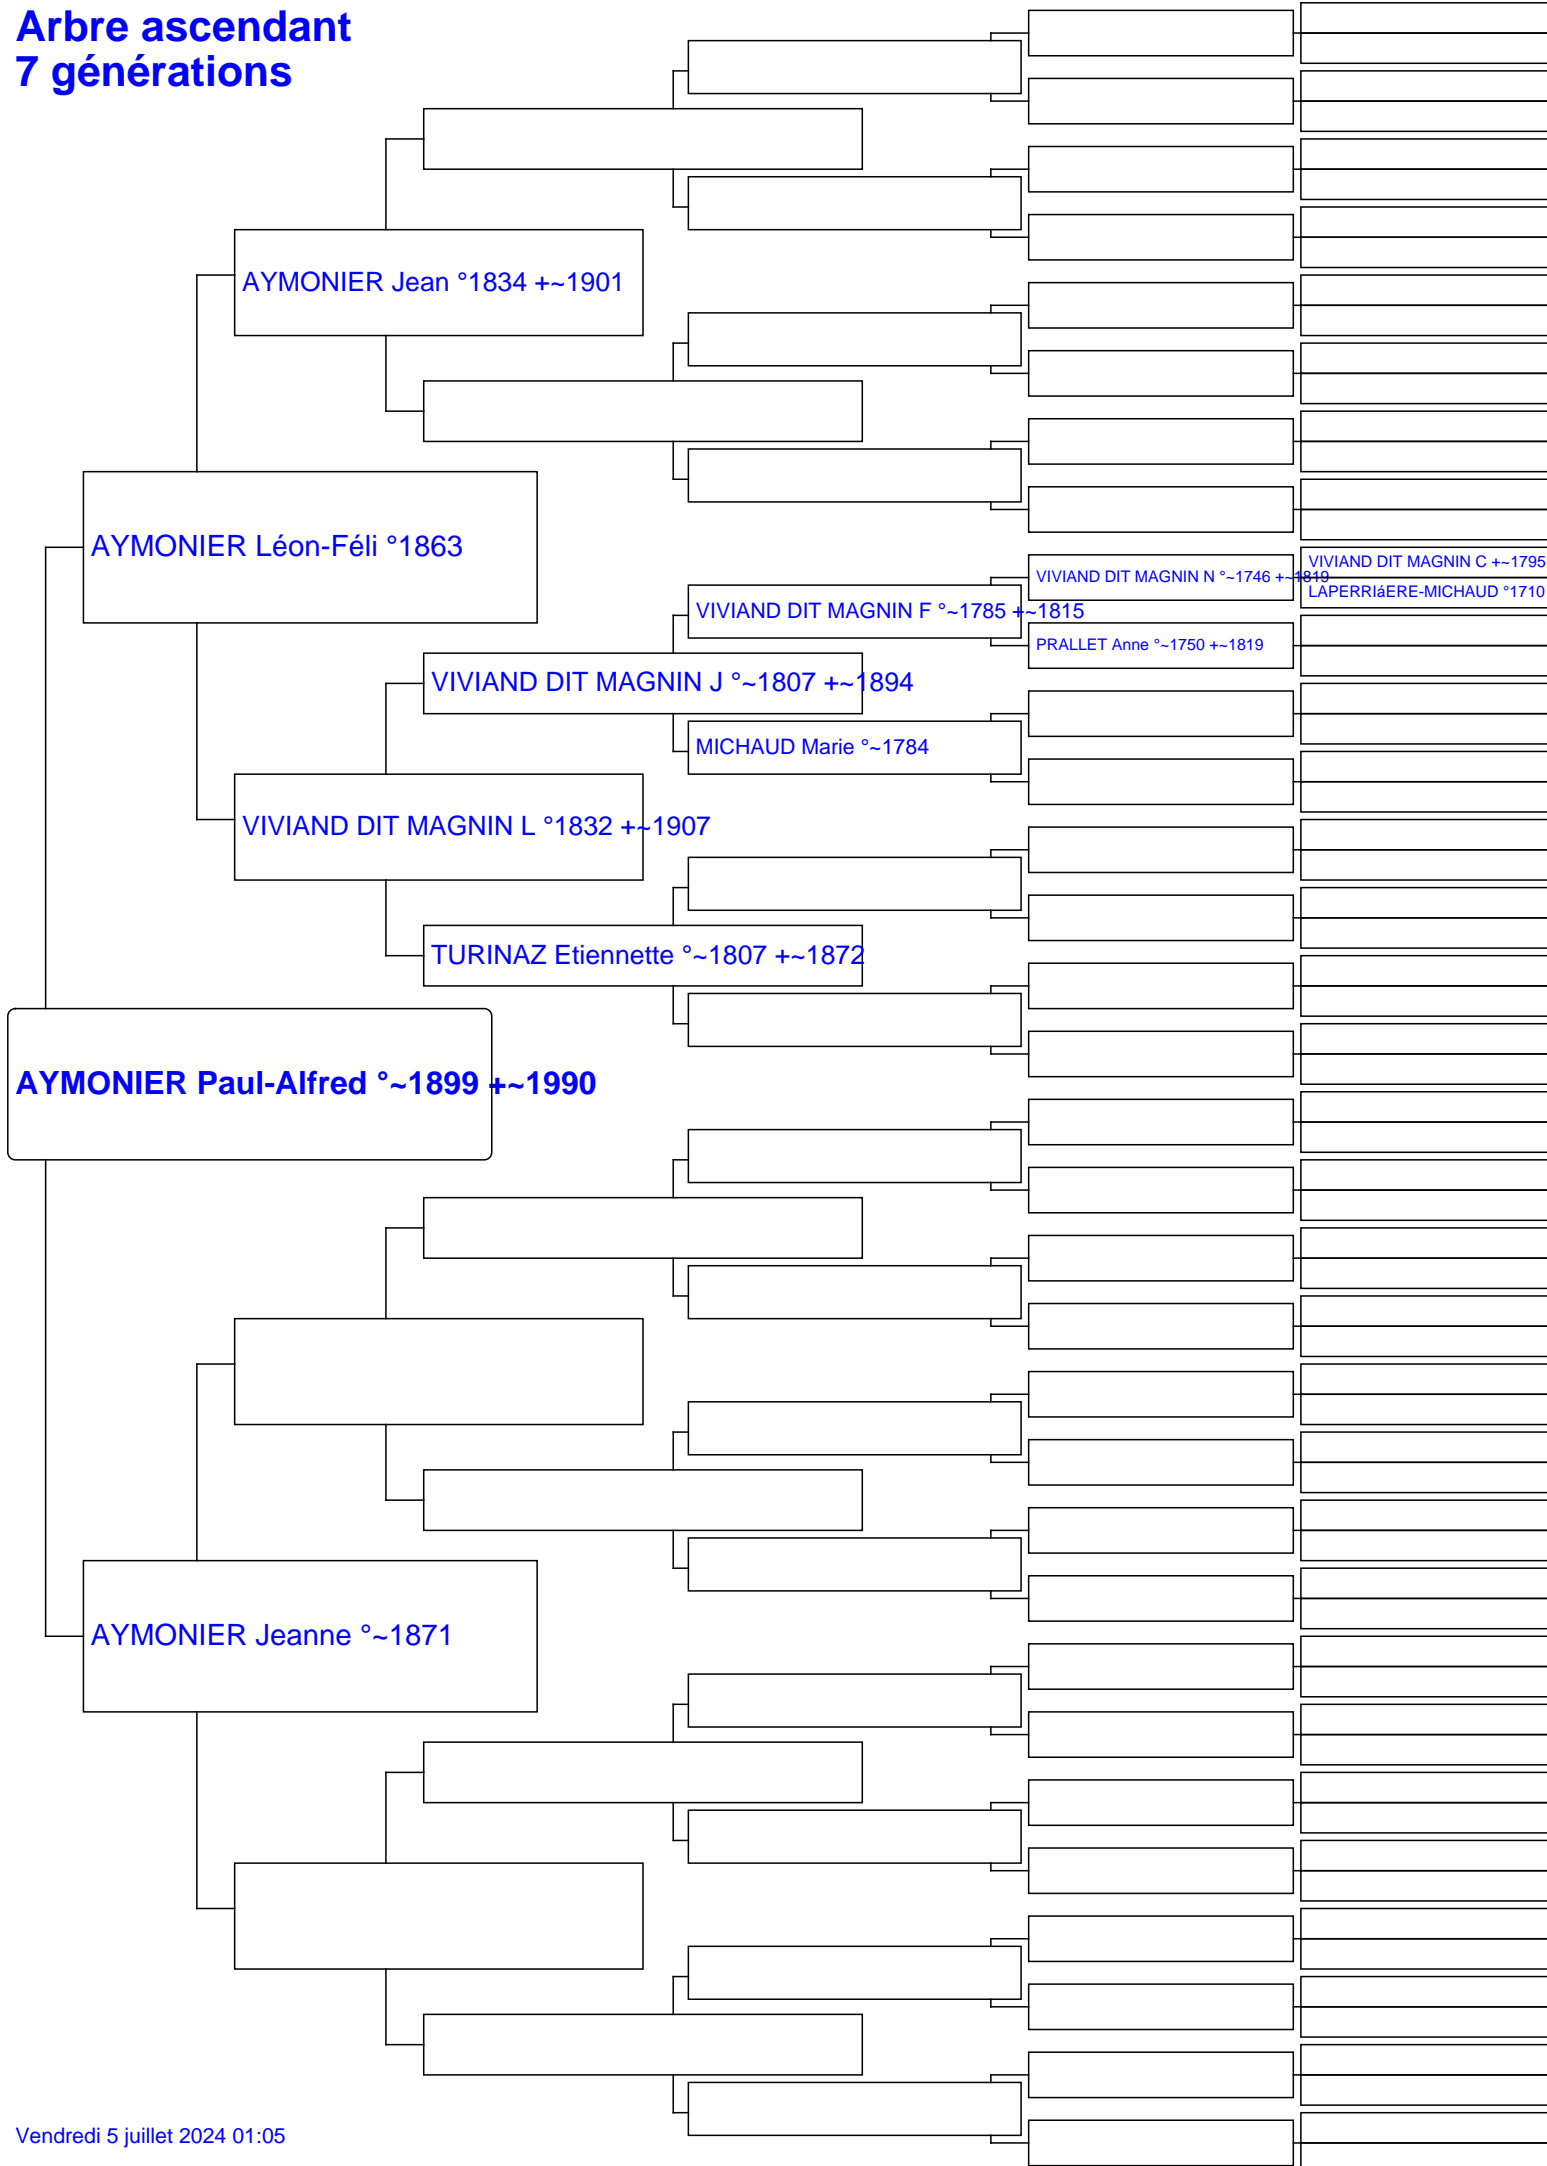 Arbre ascendant
7 générations
AYMONIER Jean °1834 +~1901
AYMONIER Léon-Féli °1863
VIVIAND DIT MAGNIN C +~1795
VIVIAND DIT MAGNIN N °~1746 +~1819
LAPERRIáERE-MICHAUD °1710
VIVIAND DIT MAGNIN F °~1785 +~1815
PRALLET Anne °~1750 +~1819
VIVIAND DIT MAGNIN J °~1807 +~1894
MICHAUD Marie °~1784
VIVIAND DIT MAGNIN L °1832 +~1907
TURINAZ Etiennette °~1807 +~1872
AYMONIER Paul-Alfred °~1899 +~1990
AYMONIER Jeanne °~1871
Vendredi 5 juillet 2024 01:05